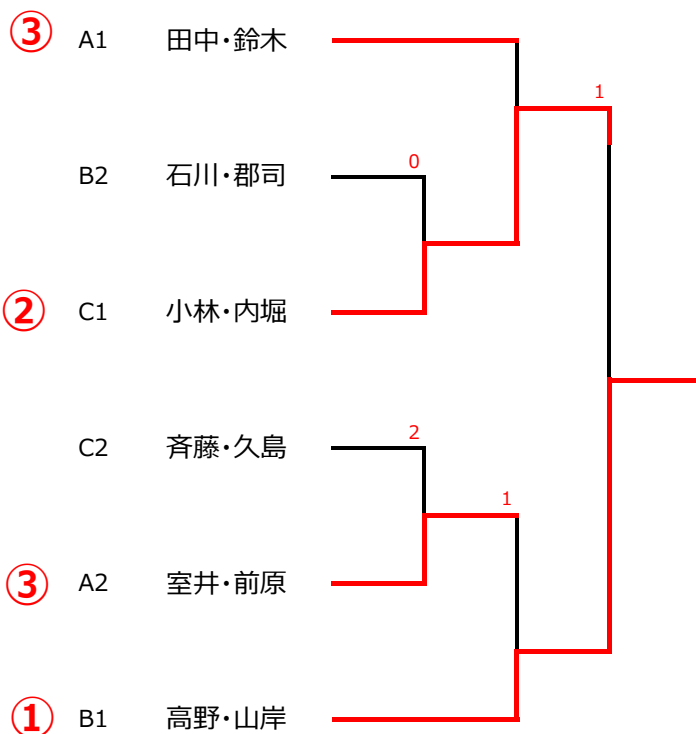 ③ A1 田中・鈴木
1
B2 石川・郡司 0
② C1 小林・内堀
C2 斉藤・久島 2
1
③ A2 室井・前原
① B1 高野・山岸